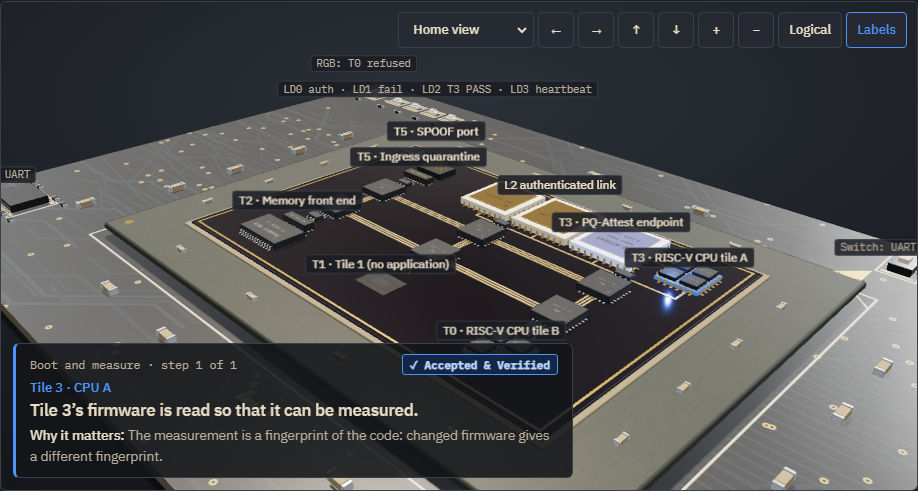 Home view
←
→
↑
↓
+
−
Logical
Labels
RGB: T0 refused
LD0 auth · LD1 fail · LD2 T3 PASS · LD3 heartbeat
T5 · SPOOF port
T5 · Ingress quarantine
UART
L2 authenticated link
T2 · Memory front end
T3 · PQ-Attest endpoint
Switch: UART
T3 · RISC-V CPU tile A
T1 · Tile 1 (no application)
T0 · RISC-V CPU tile B
Boot and measure · step 1 of 1
✓ Accepted & Verified
Tile 3 · CPU A
Tile 3’s firmware is read so that it can be measured.
Why it matters: The measurement is a fingerprint of the code: changed firmware gives
a different fingerprint.